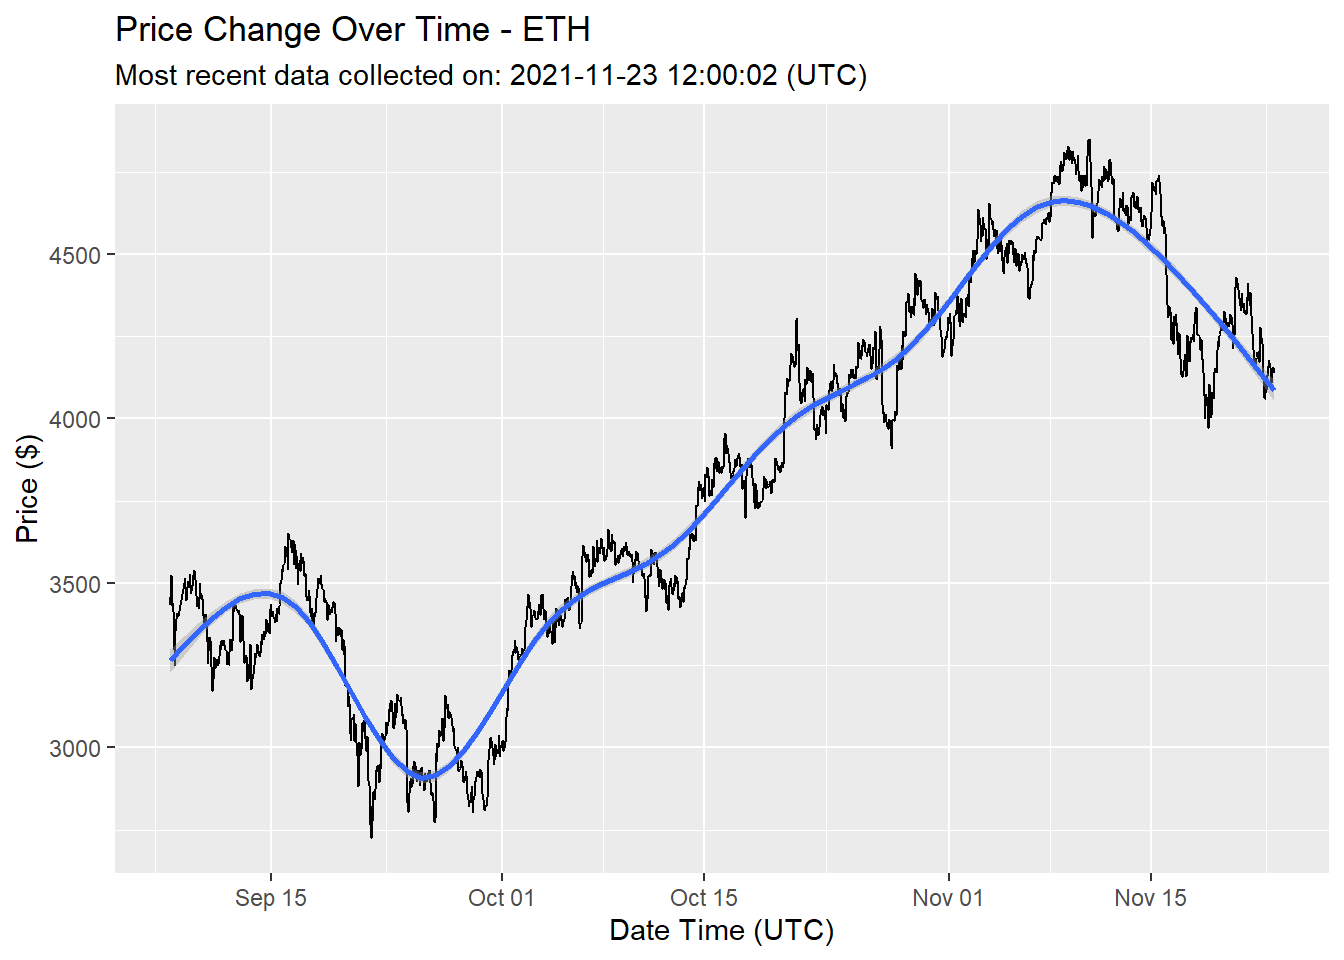 Price Change Over Time - ETH
Most recent data collected on: 2021-11-23 12:00:02 (UTC)
Price ($)
4500
4000
3500
3000
Sep 15
Oct 01
Oct 15
Nov 01
Nov 15
Date Time (UTC)